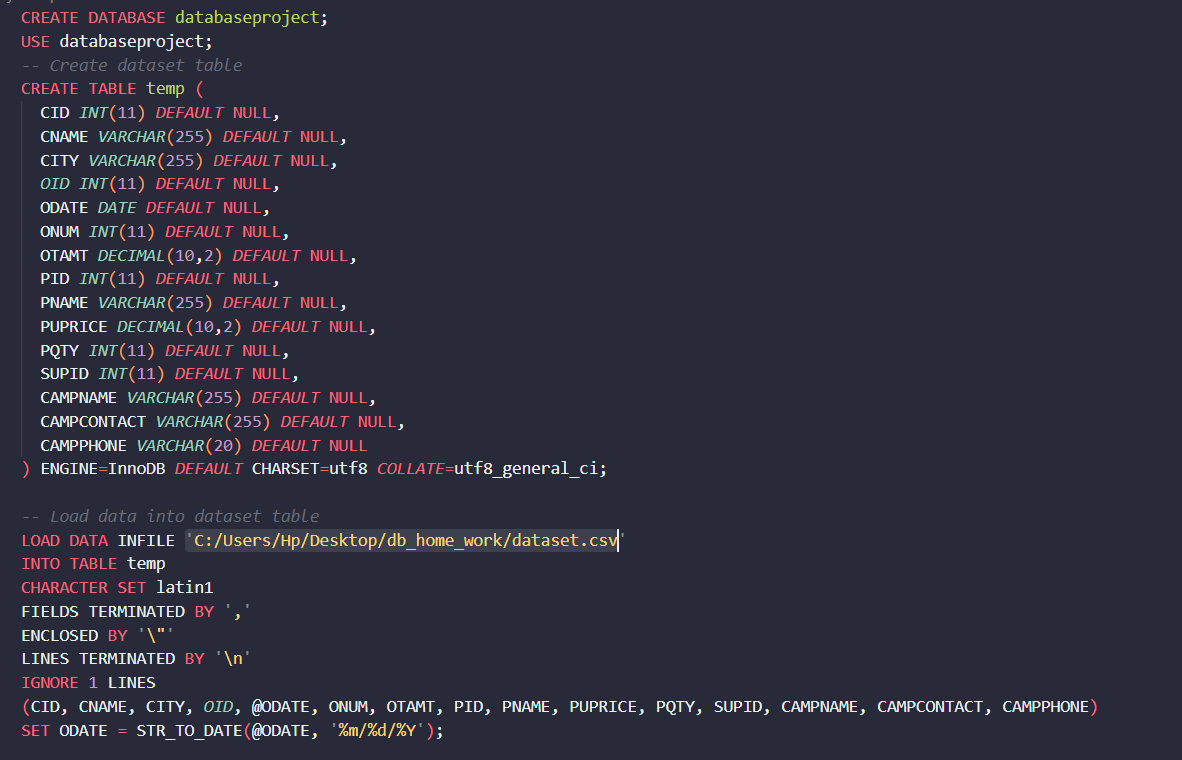 CREATE DATABASE databaseproject;
USE databaseproject;
-- Create dataset table
CREATE TABLE temp (
  CID INT(11) DEFAULT NULL,
  CNAME VARCHAR(255) DEFAULT NULL,
  CITY VARCHAR(255) DEFAULT NULL,
  OID INT(11) DEFAULT NULL,
  ODATE DATE DEFAULT NULL,
  ONUM INT(11) DEFAULT NULL,
  OTAMT DECIMAL(10,2) DEFAULT NULL,
  PID INT(11) DEFAULT NULL,
  PNAME VARCHAR(255) DEFAULT NULL,
  PUPRICE DECIMAL(10,2) DEFAULT NULL,
  PQTY INT(11) DEFAULT NULL,
  SUPID INT(11) DEFAULT NULL,
  CAMPNAME VARCHAR(255) DEFAULT NULL,
  CAMPCONTACT VARCHAR(255) DEFAULT NULL,
  CAMPPHONE VARCHAR(20) DEFAULT NULL
) ENGINE=InnoDB DEFAULT CHARSET=utf8 COLLATE=utf8_general_ci;
-- Load data into dataset table
LOAD DATA INFILE 'C:/Users/Hp/Desktop/db_home_work/dataset.csv'
INTO TABLE temp
CHARACTER SET latin1
FIELDS TERMINATED BY ','
ENCLOSED BY '\"'
LINES TERMINATED BY '\n'
IGNORE 1 LINES
(CID, CNAME, CITY, OID, @ODATE, ONUM, OTAMT, PID, PNAME, PUPRICE, PQTY, SUPID, CAMPNAME, CAMPCONTACT, CAMPPHONE)
SET ODATE = STR_TO_DATE(@ODATE, '%m/%d/%Y');